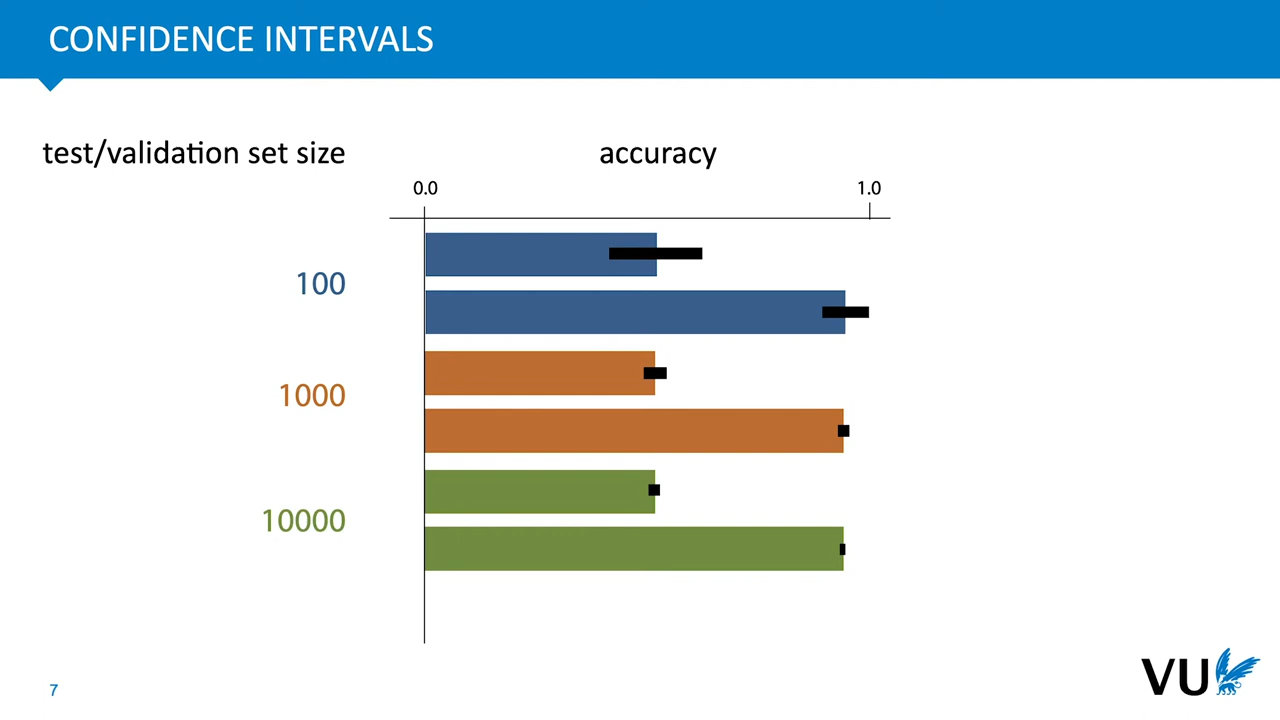 CONFIDENCE INTERVALS
test/validation set size
accuracy
0.0
1.0
100
1000
10000
7
VU